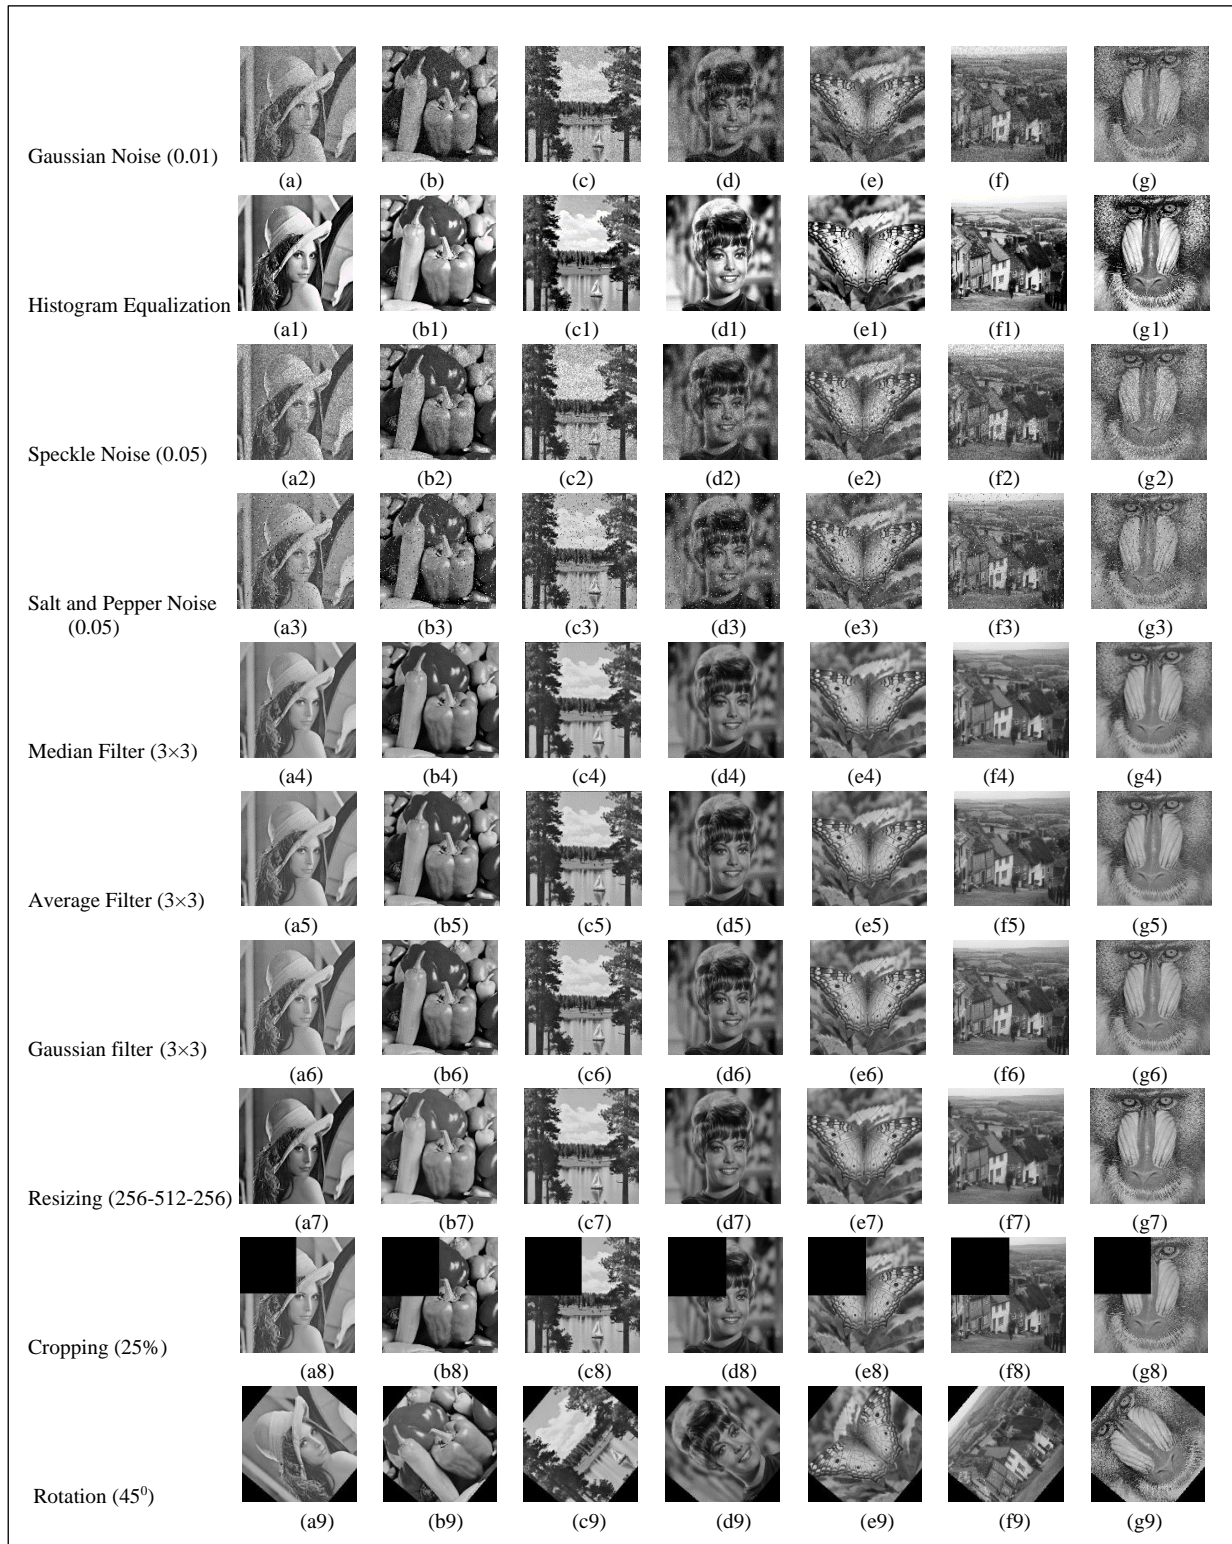 Gaussian Noise (0.01)
(a) (b) (c) (d) (e) (f) (g)
Histogram Equalization
(a1) (b1) (c1) (d1) (e1) (f1) (g1)
Speckle Noise (0.05)
(a2) (b2) (c2) (d2) (e2) (f2) (g2)
Salt and Pepper Noise
(0.05)
(a3) (b3) (c3) (d3) (e3) (f3) (g3)
Median Filter (3×3)
(a4) (b4) (c4) (d4) (e4) (f4) (g4)
Average Filter (3×3)
(a5) (b5) (c5) (d5) (e5) (f5) (g5)
Gaussian filter (3×3)
(a6) (b6) (c6) (d6) (e6) (f6) (g6)
Resizing (256-512-256)
(a7) (b7) (c7) (d7) (e7) (f7) (g7)
Cropping (25%)
(a8) (b8) (c8) (d8) (e8) (f8) (g8)
Rotation (45⁰)
(a9) (b9) (c9) (d9) (e9) (f9) (g9)